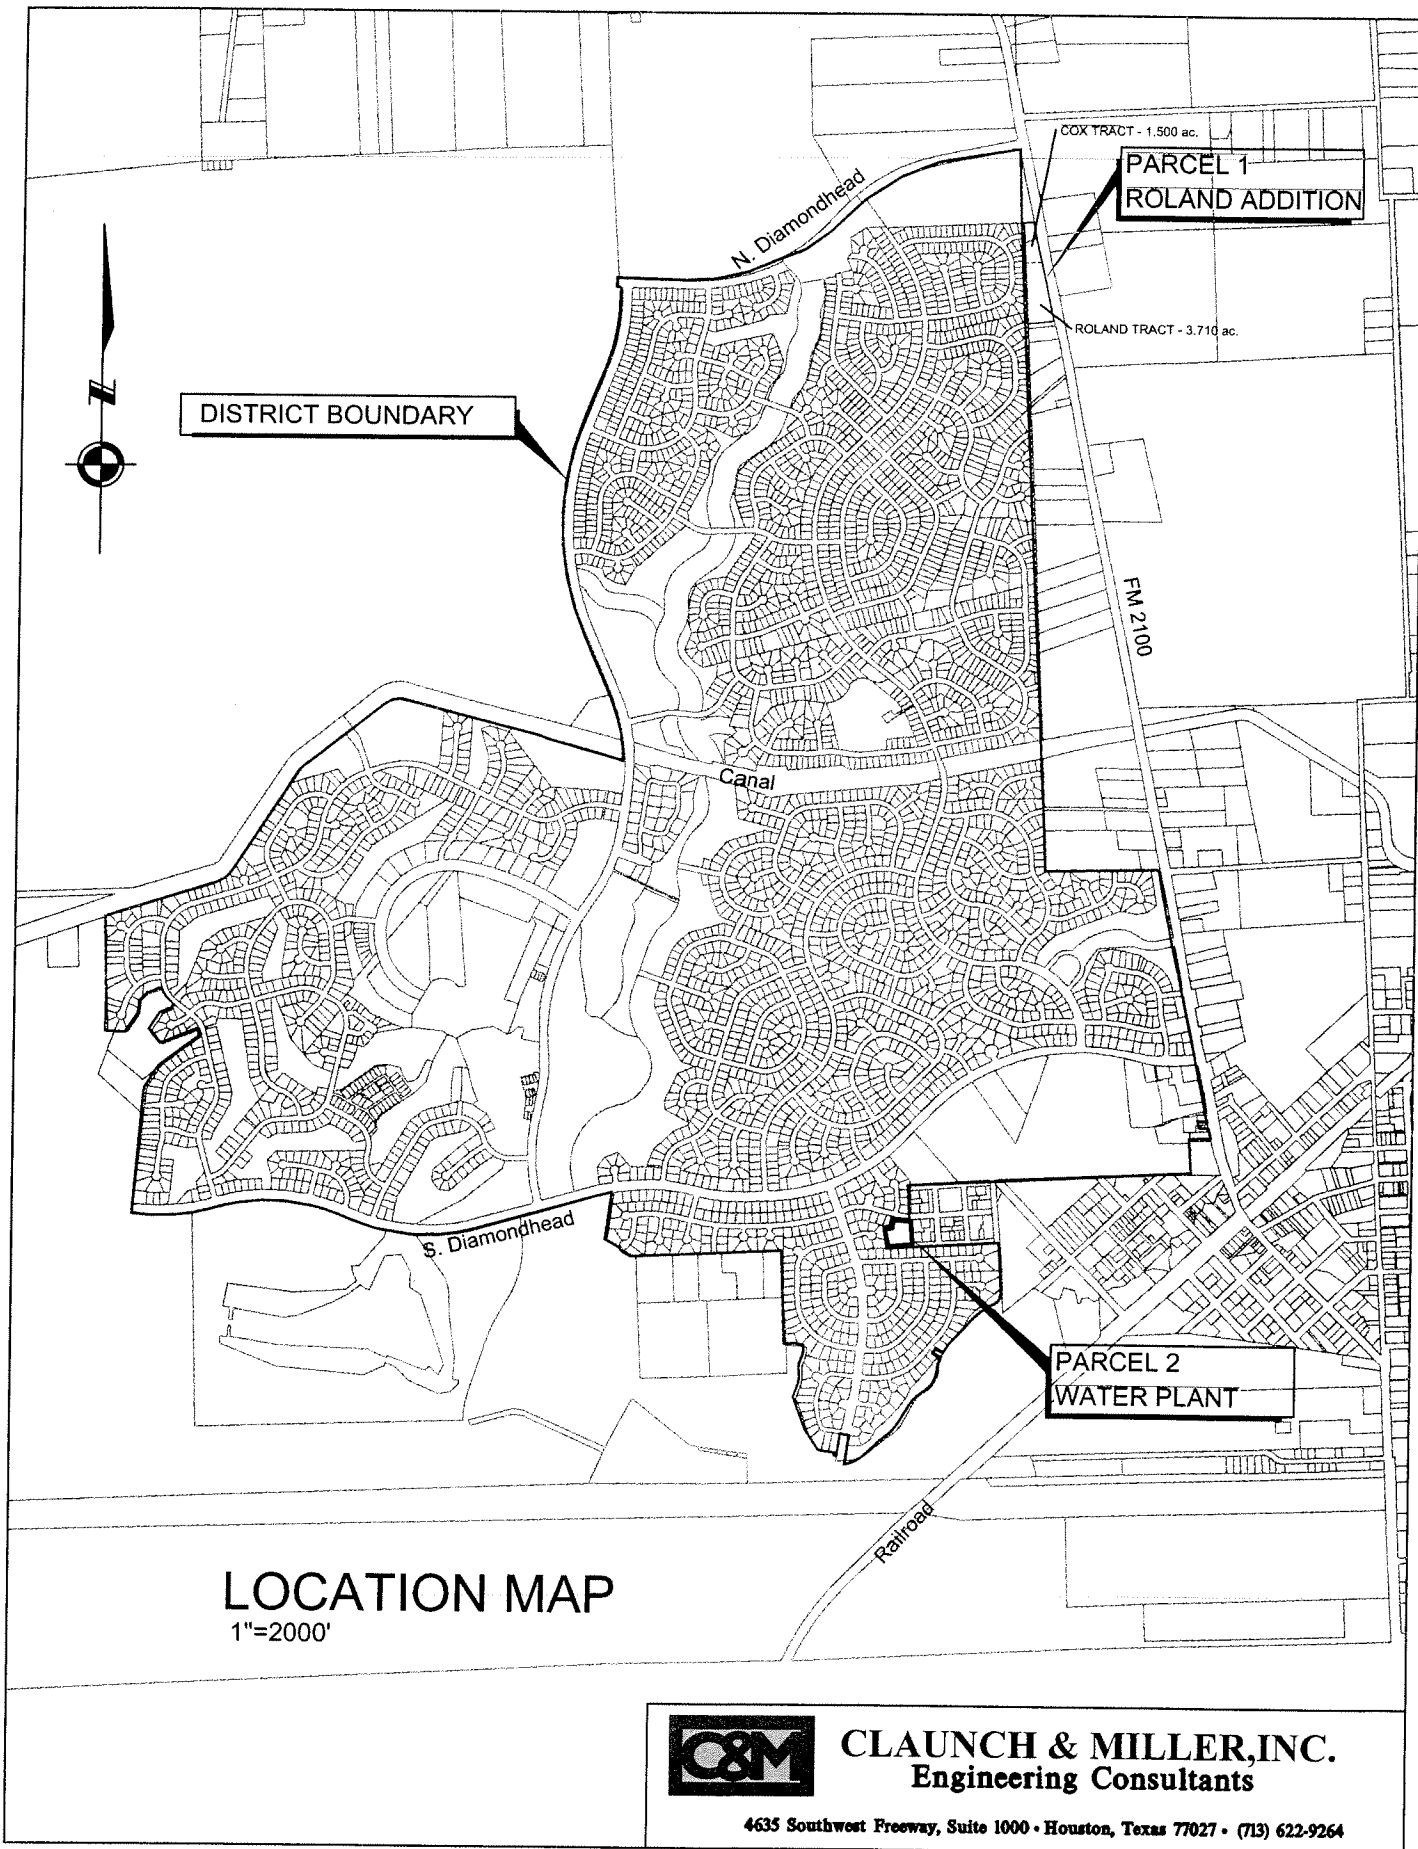 COX TRACT - 1.500 ac.
PARCEL 1
ROLAND ADDITION
N. Diamondhead
ROLAND TRACT - 3.710 ac.
N
DISTRICT BOUNDARY
FM 2100
Canal
S. Diamondhead
PARCEL 2
WATER PLANT
Railroad
LOCATION MAP
1"=2000'
C&M
CLAUNCH & MILLER,INC.
Engineering Consultants
4635 Southwest Freeway, Suite 1000 • Houston, Texas 77027 • (713) 622-9264